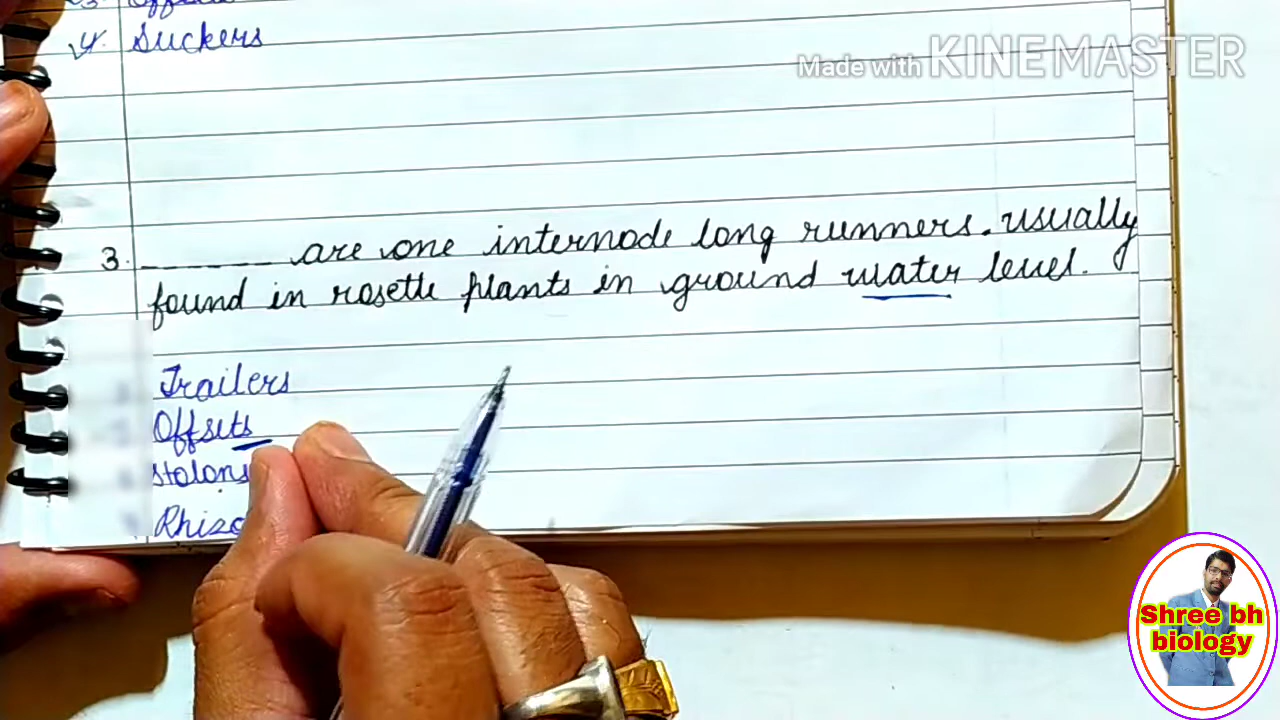 4. Suckers
Made with KINEMASTER
3. ______ are one internode long runners. usually
found in rosette plants in ground water level.
Trailers
Offsets
Stolons
Shree bh
biology